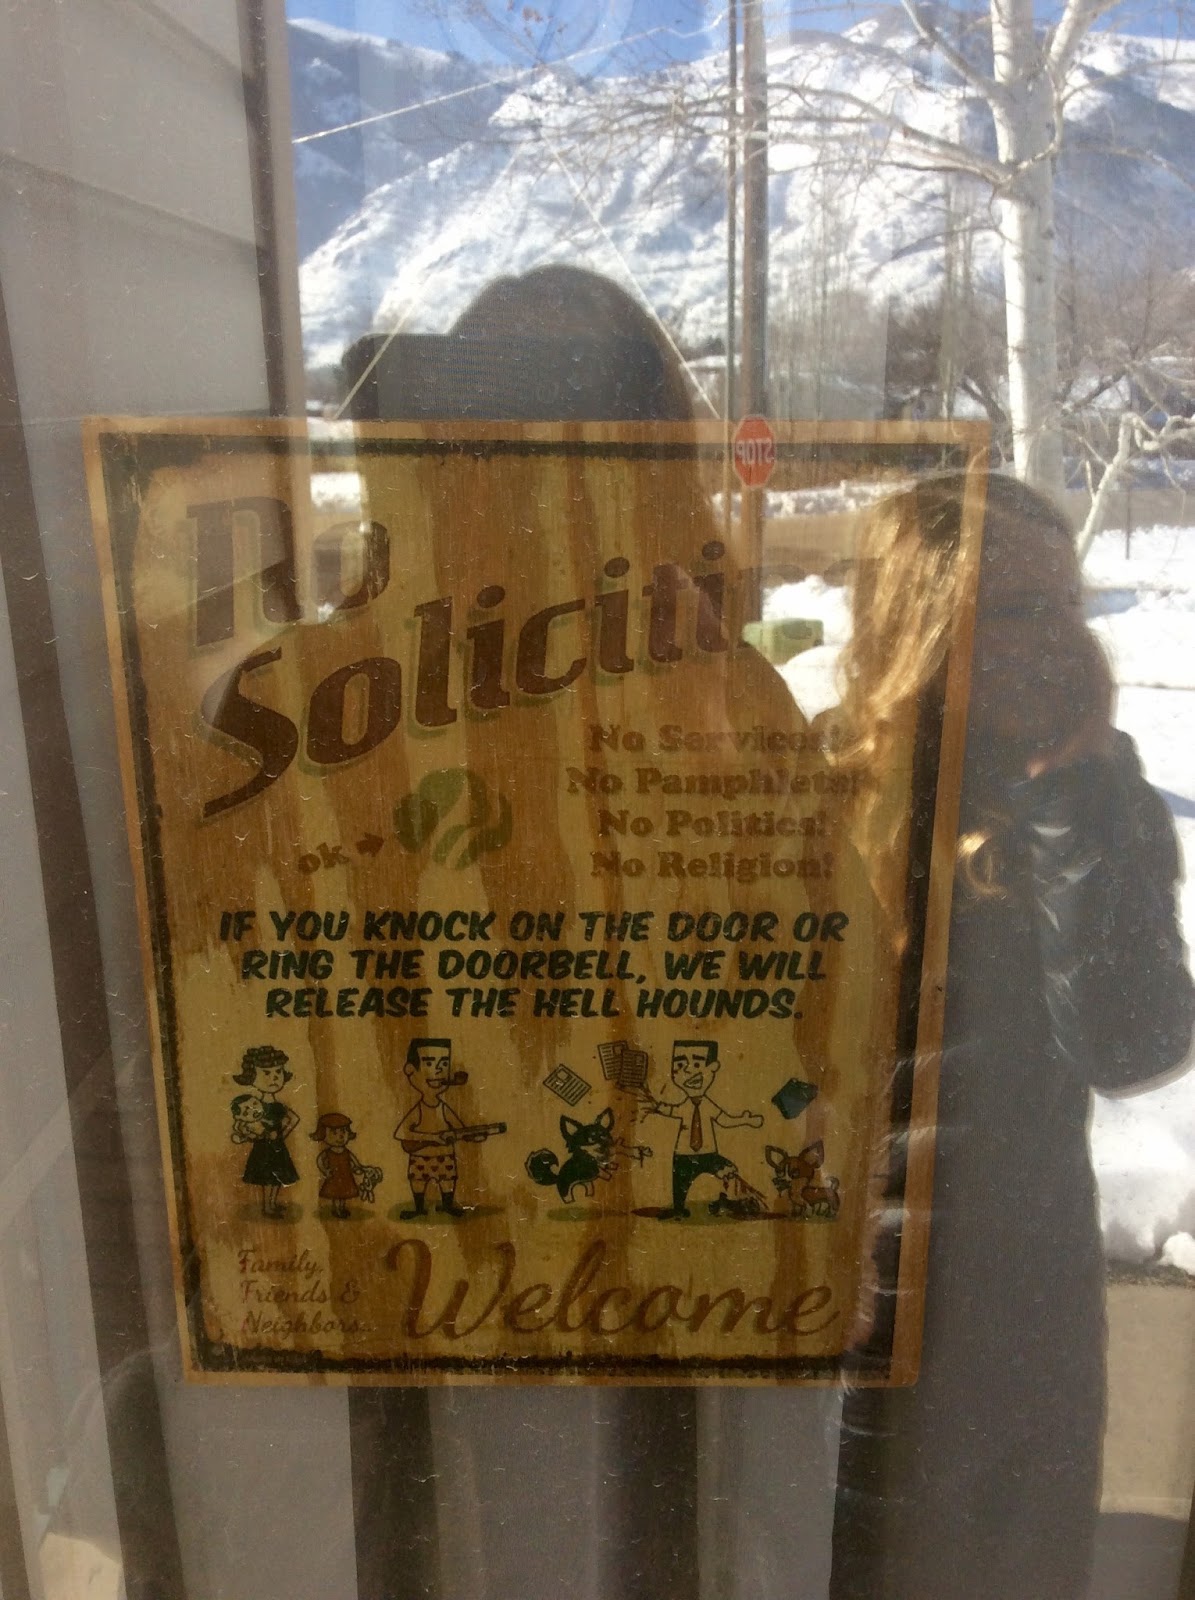 No
Soliciting
No Services!
No Pamphlets!
No Politics!
No Religion!
ok
IF YOU KNOCK ON THE DOOR OR
RING THE DOORBELL, WE WILL
RELEASE THE HELL HOUNDS.
Family,
Friends &
Neighbors...
Welcome
STOP